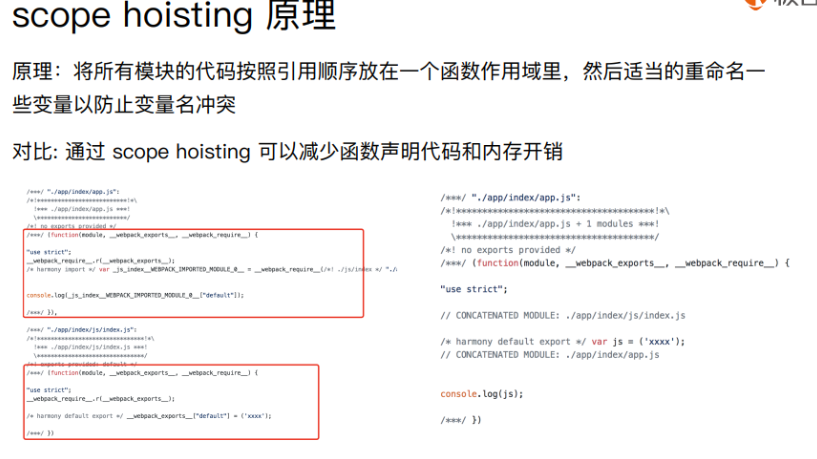 scope hoisting 原理
原理：将所有模块的代码按照引用顺序放在一个函数作用域里，然后适当的重命名一
些变量以防止变量名冲突
对比: 通过 scope hoisting 可以减少函数声明代码和内存开销
/***/ "./app/index/app.js":
/*!**************************!*\
!*** ./app/index/app.js ***!
\**************************/
/*! no exports provided */
/***/ (function(module, __webpack_exports__, __webpack_require__) {
"use strict";
__webpack_require__.r(__webpack_exports__);
/* harmony import */ var _js_index__WEBPACK_IMPORTED_MODULE_0__ = __webpack_require__(/*! ./js/index */ "./
console.log(_js_index__WEBPACK_IMPORTED_MODULE_0__["default"]);
/***/ }),
/***/ "./app/index/js/index.js":
/*!*******************************!*\
!*** ./app/index/js/index.js ***!
\*******************************/
/*! exports provided: default */
/***/ (function(module, __webpack_exports__, __webpack_require__) {
"use strict";
__webpack_require__.r(__webpack_exports__);
/* harmony default export */ __webpack_exports__["default"] = ('xxxx');
/***/ })
/***/ "./app/index/app.js":
/*!**************************************!*\
!*** ./app/index/app.js + 1 modules ***!
\**************************************/
/*! no exports provided */
/***/ (function(module, __webpack_exports__, __webpack_require__) {
"use strict";
// CONCATENATED MODULE: ./app/index/js/index.js
/* harmony default export */ var js = ('xxxx');
// CONCATENATED MODULE: ./app/index/app.js
console.log(js);
/***/ })